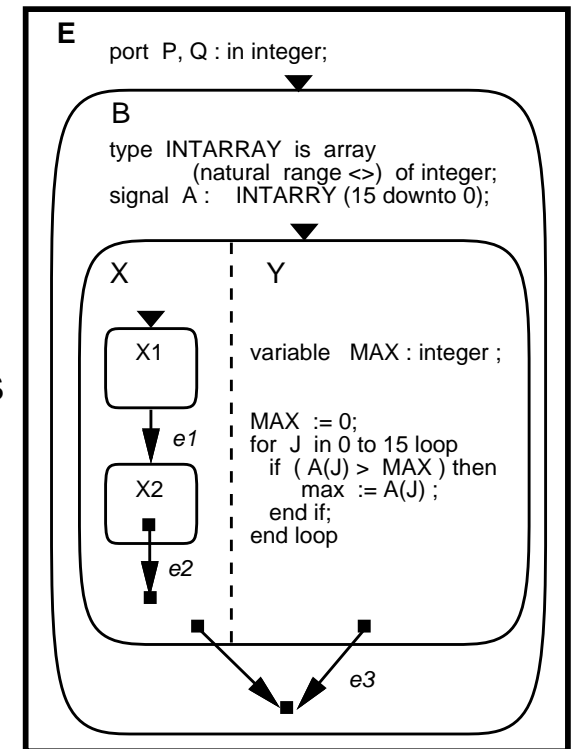 E
port P, Q : in integer;
B
type INTARRAY is array
(natural range <>) of integer;
signal A : INTARRY (15 downto 0);
X
Y
X1
e1
X2
e2
variable MAX : integer ;
MAX := 0;
for J in 0 to 15 loop
if ( A(J) > MAX ) then
max := A(J) ;
end if;
end loop
e3
S